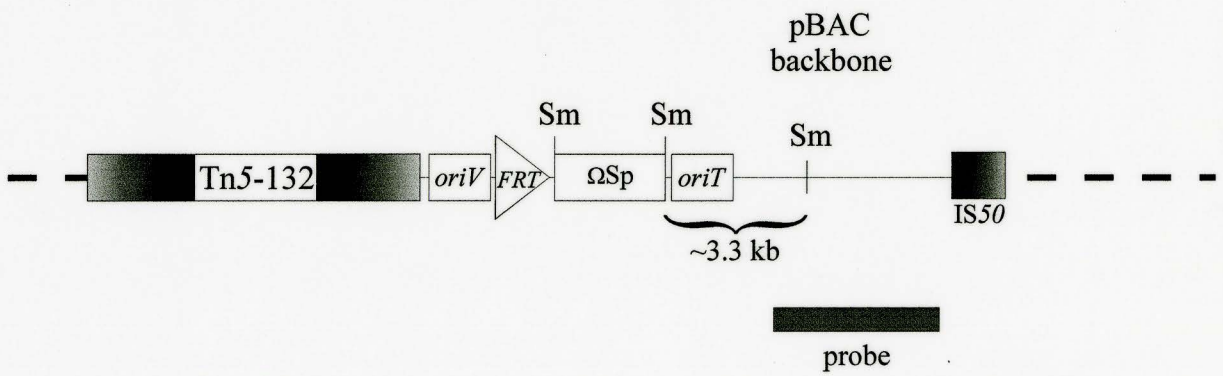 pBAC
backbone
Sm
Sm
Sm
Tn5-132
oriV
FRT
ΩSp
oriT
IS50
~3.3 kb
probe